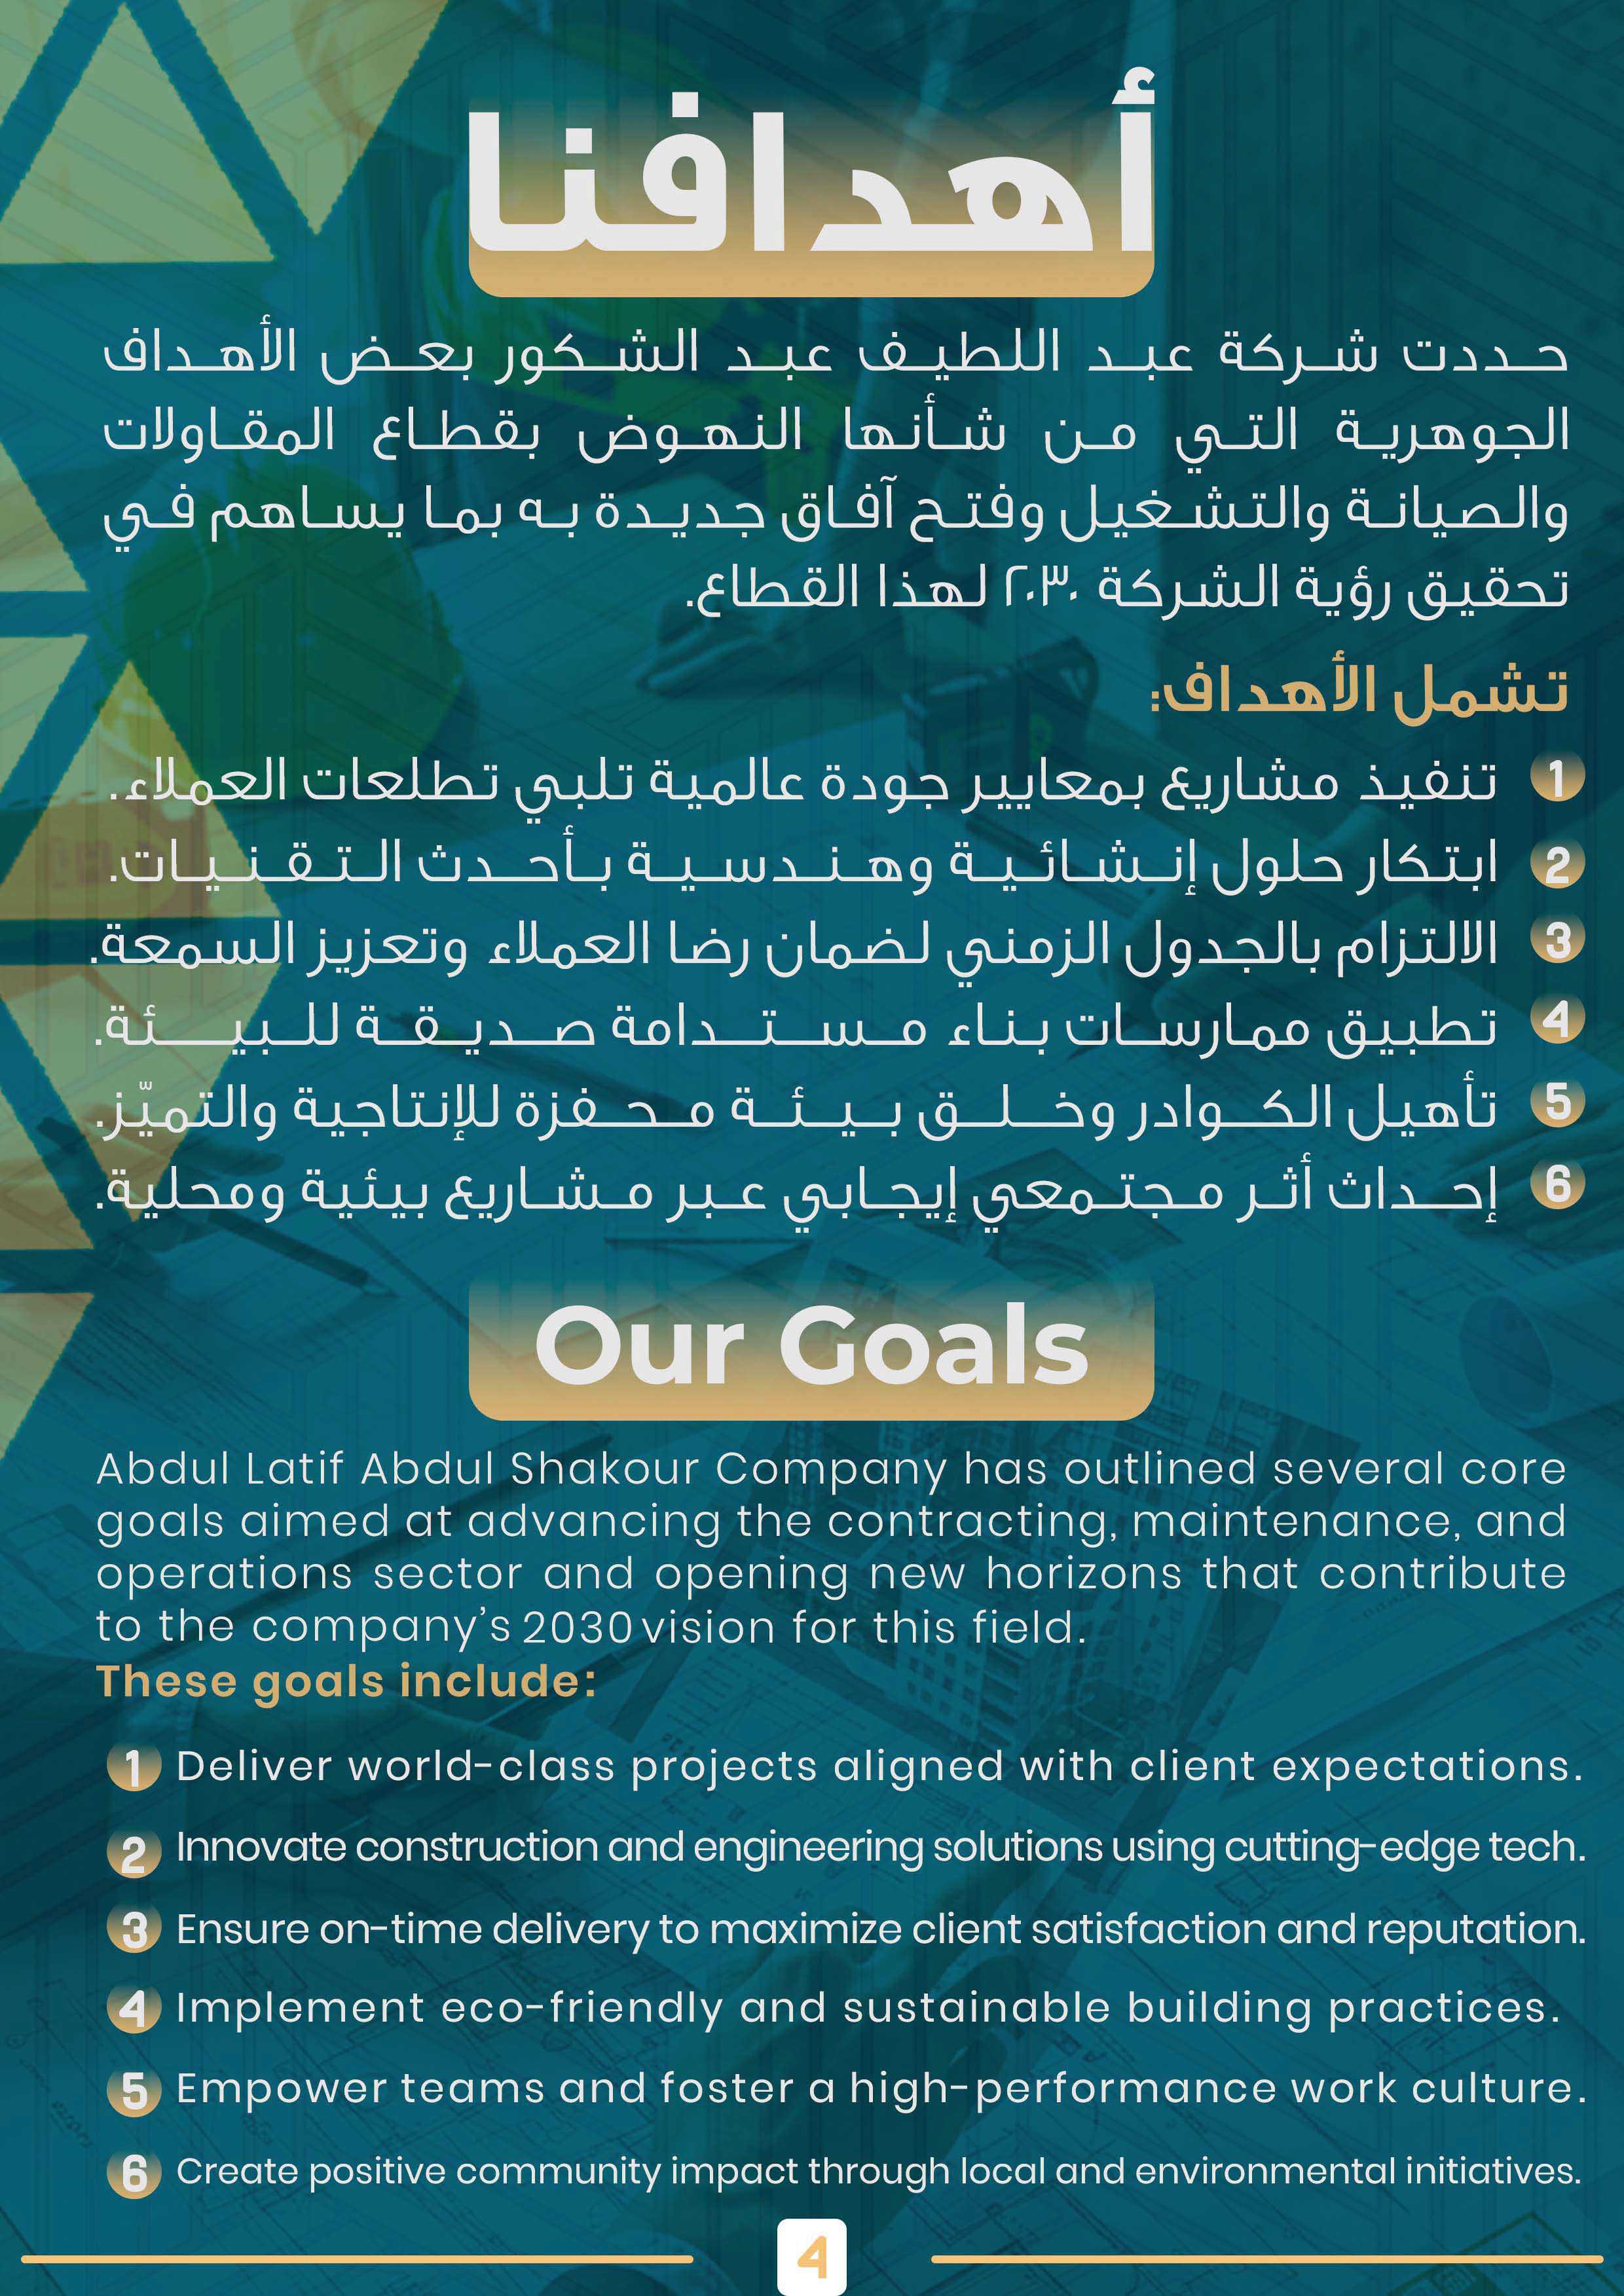 أهدافنا
حددت شركة عبد اللطيف عبد الشكور بعض الأهداف
الجوهرية التي من شأنها النهوض بقطاع المقاولات
والصيانة والتشغيل وفتح آفاق جديدة به بما يساهم في
تحقيق رؤية الشركة ٢٠٣٠ لهذا القطاع.
تشمل الأهداف:
1 تنفيذ مشاريع بمعايير جودة عالمية تلبي تطلعات العملاء.
2 ابتكار حلول إنشائية وهندسية بأحدث التقنيات.
3 الالتزام بالجدول الزمني لضمان رضا العملاء وتعزيز السمعة.
4 تطبيق ممارسات بناء مستدامة صديقة للبيئة.
5 تأهيل الكوادر وخلق بيئة محفزة للإنتاجية والتميّز.
6 إحداث أثر مجتمعي إيجابي عبر مشاريع بيئية ومحلية.
Our Goals
Abdul Latif Abdul Shakour Company has outlined several core
goals aimed at advancing the contracting, maintenance, and
operations sector and opening new horizons that contribute
to the company’s 2030 vision for this field.
These goals include:
1 Deliver world-class projects aligned with client expectations.
2 Innovate construction and engineering solutions using cutting-edge tech.
3 Ensure on-time delivery to maximize client satisfaction and reputation.
4 Implement eco-friendly and sustainable building practices.
5 Empower teams and foster a high-performance work culture.
6 Create positive community impact through local and environmental initiatives.
4